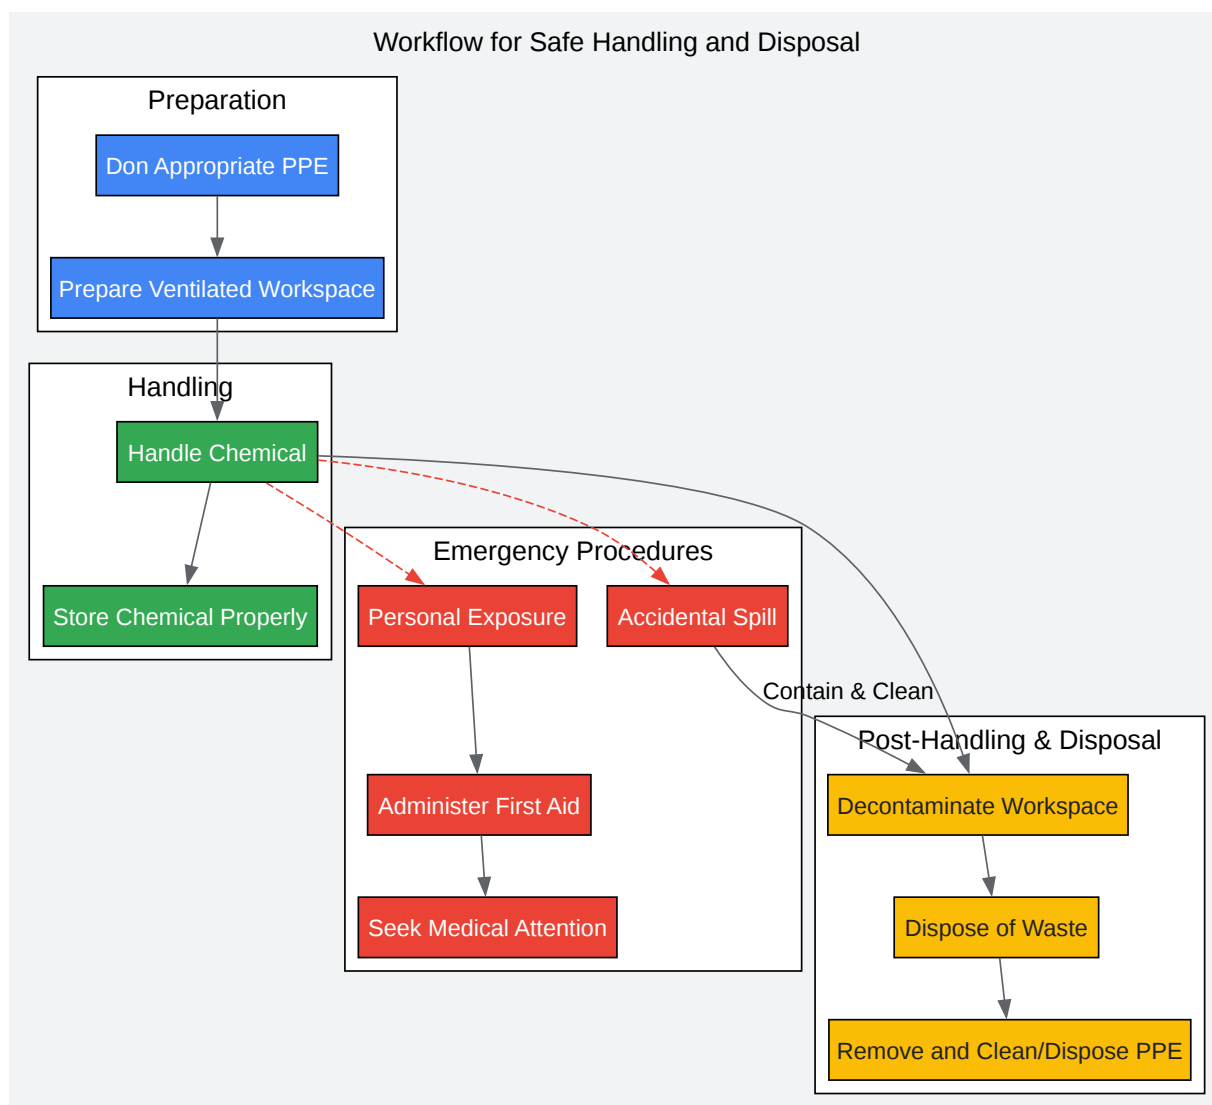 Workflow for Safe Handling and Disposal
Preparation
Don Appropriate PPE
Prepare Ventilated Workspace
Handling
Handle Chemical
Store Chemical Properly
Emergency Procedures
Personal Exposure
Accidental Spill
Contain & Clean
Administer First Aid
Seek Medical Attention
Post-Handling & Disposal
Decontaminate Workspace
Dispose of Waste
Remove and Clean/Dispose PPE